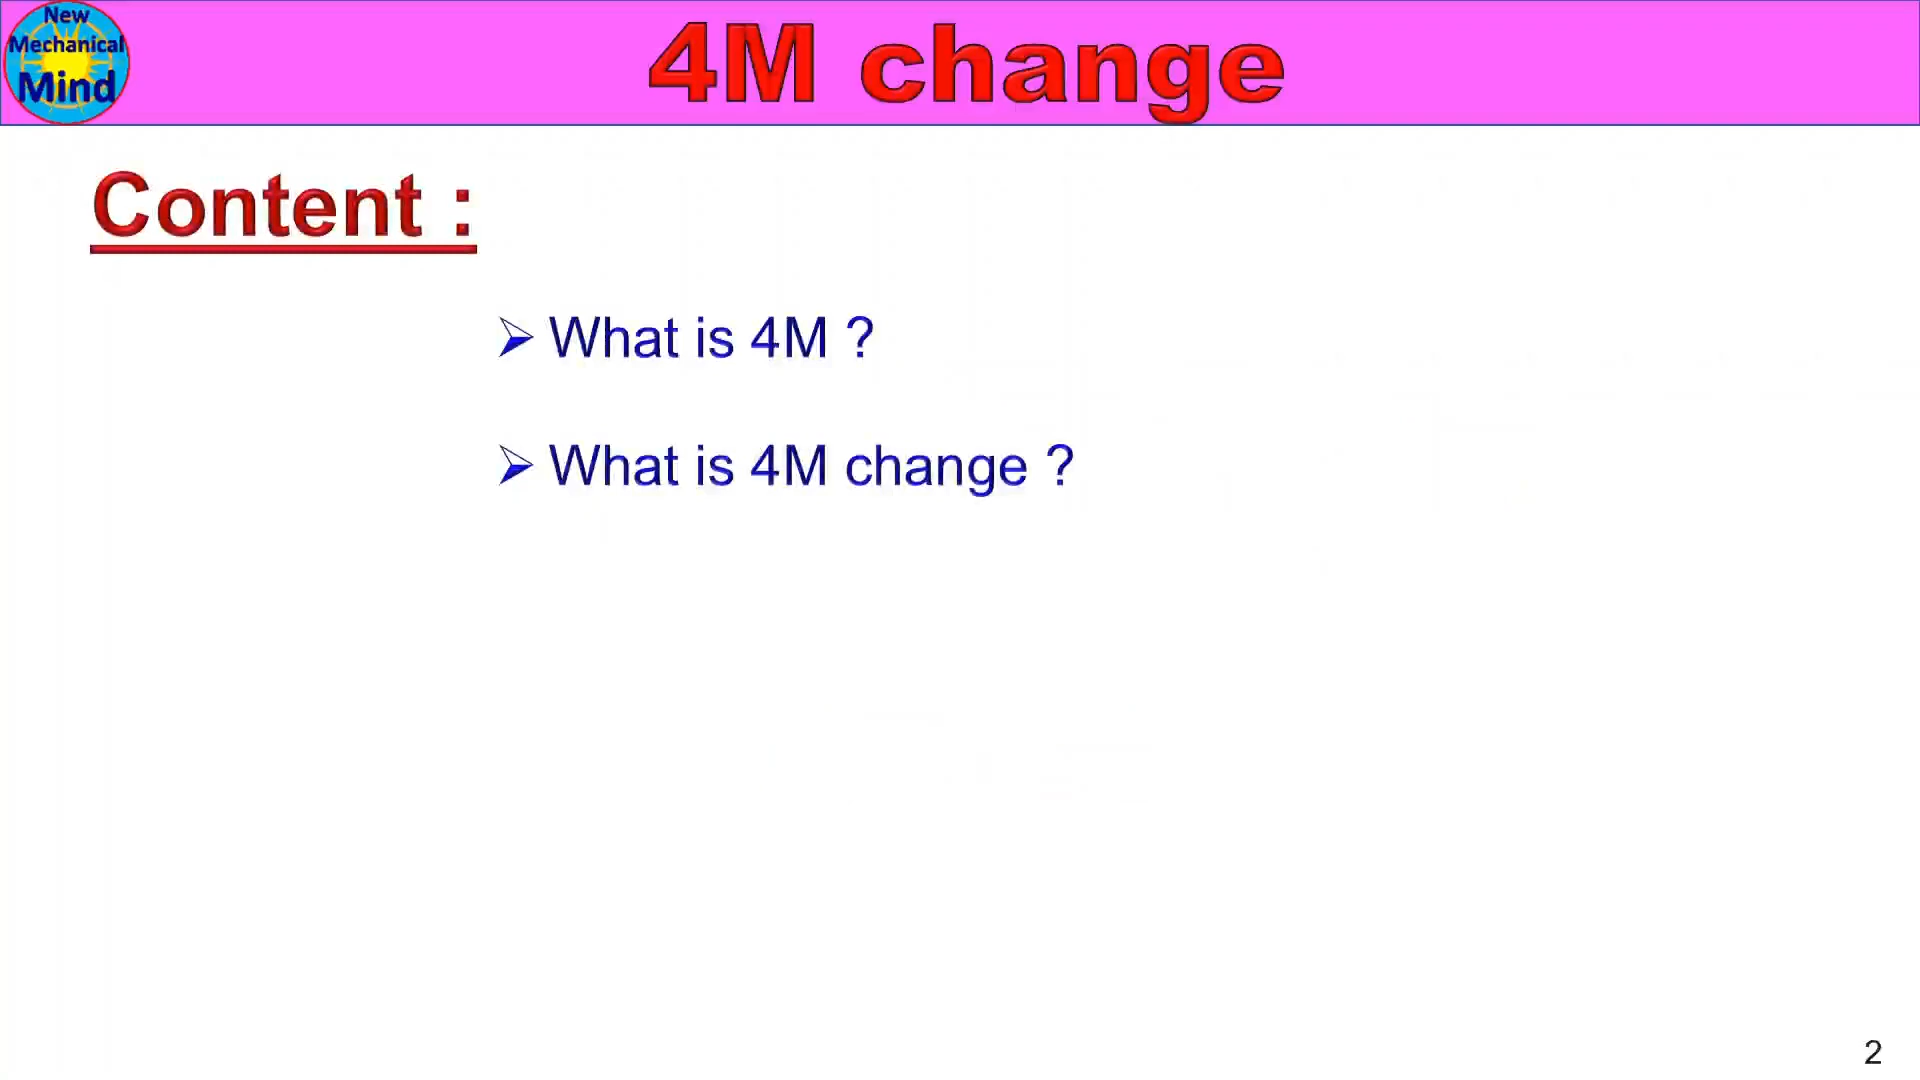 New
Mechanical
Mind
4M change
Content :
➢ What is 4M ?
➢ What is 4M change ?
2